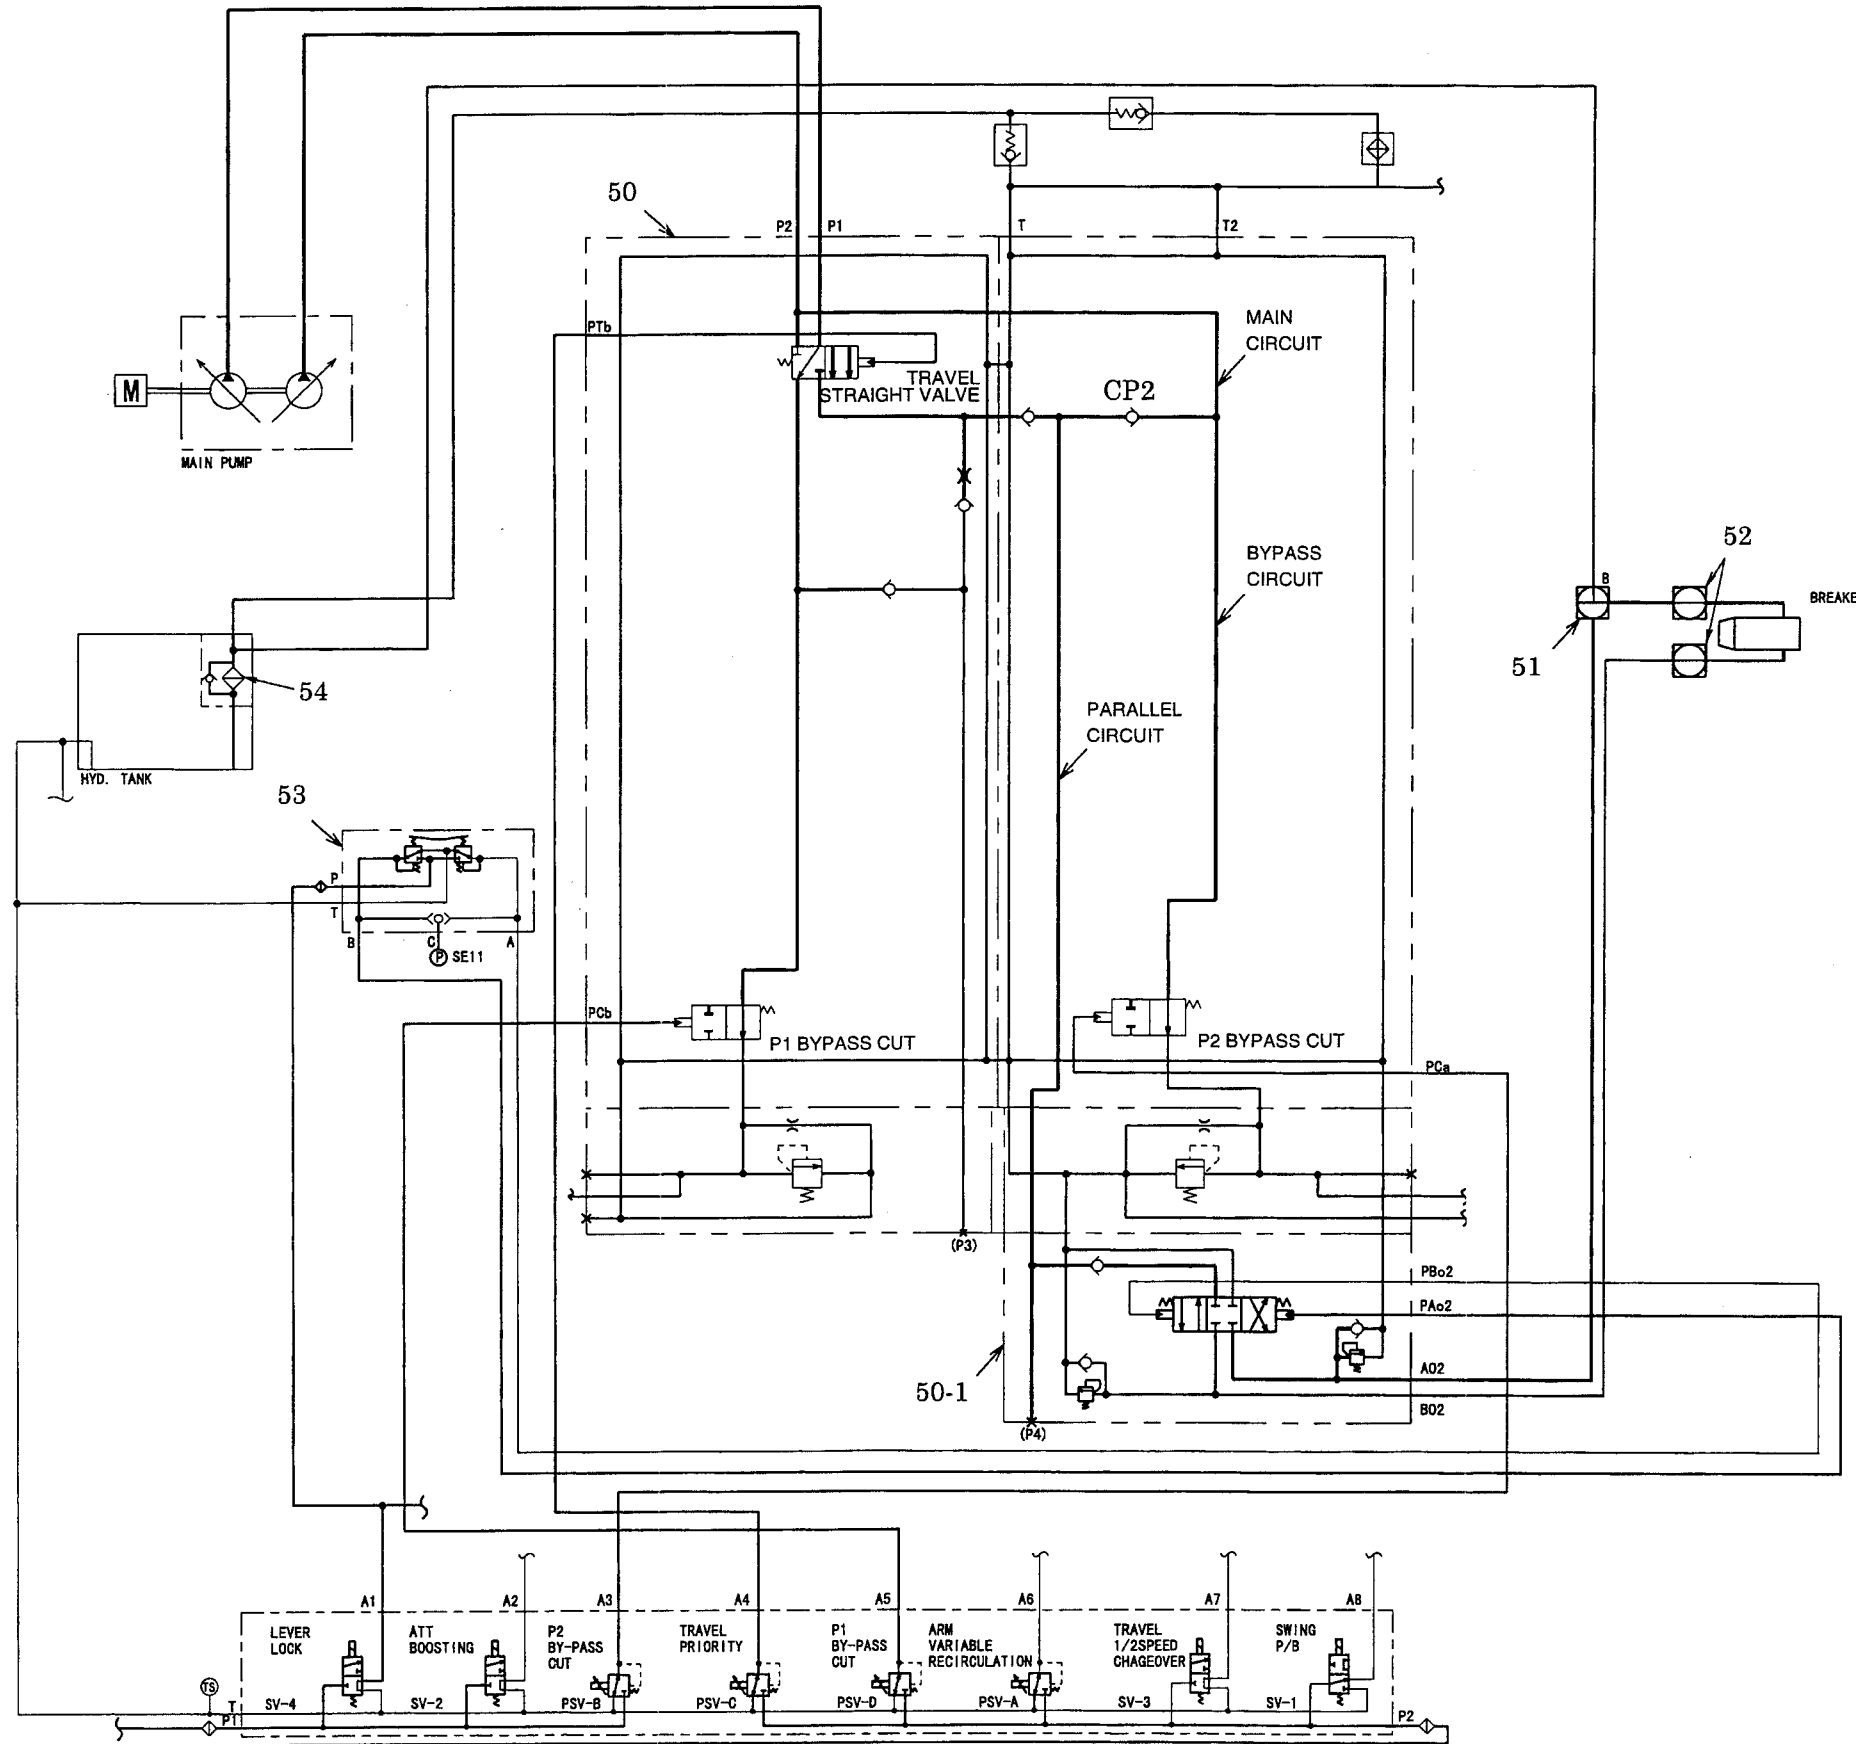 50
P2
P1
T
T2
MAIN
CIRCUIT
PTb
TRAVEL
STRAIGHT VALVE
CP2
M
MAIN PUMP
BYPASS
CIRCUIT
52
B
BREAKE
51
54
PARALLEL
CIRCUIT
HYD. TANK
53
P
T
B
C
A
P
SE11
PCb
P1 BYPASS CUT
P2 BYPASS CUT
PCa
(P3)
PBo2
PAo2
AO2
50-1
BO2
(P4)
A1
A2
A3
A4
A5
A6
A7
A8
LEVER
LOCK
ATT
BOOSTING
P2
BY-PASS
CUT
TRAVEL
PRIORITY
P1
BY-PASS
CUT
ARM
VARIABLE
RECIRCULATION
TRAVEL
1/2SPEED
CHAGEOVER
SWING
P/B
TS
T
P1
SV-4
SV-2
PSV-B
PSV-C
PSV-D
PSV-A
SV-3
SV-1
P2